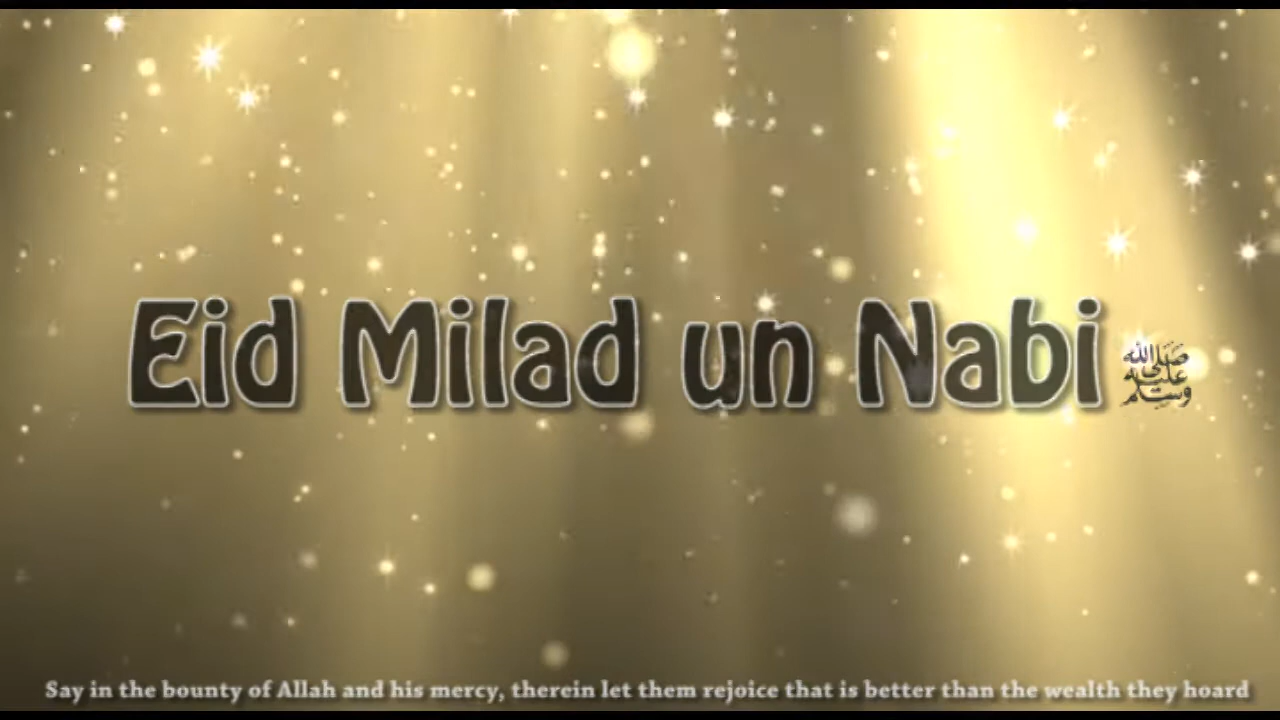 Eid Milad un Nabi ﷺ
Say in the bounty of Allah and his mercy, therein let them rejoice that is better than the wealth they hoard